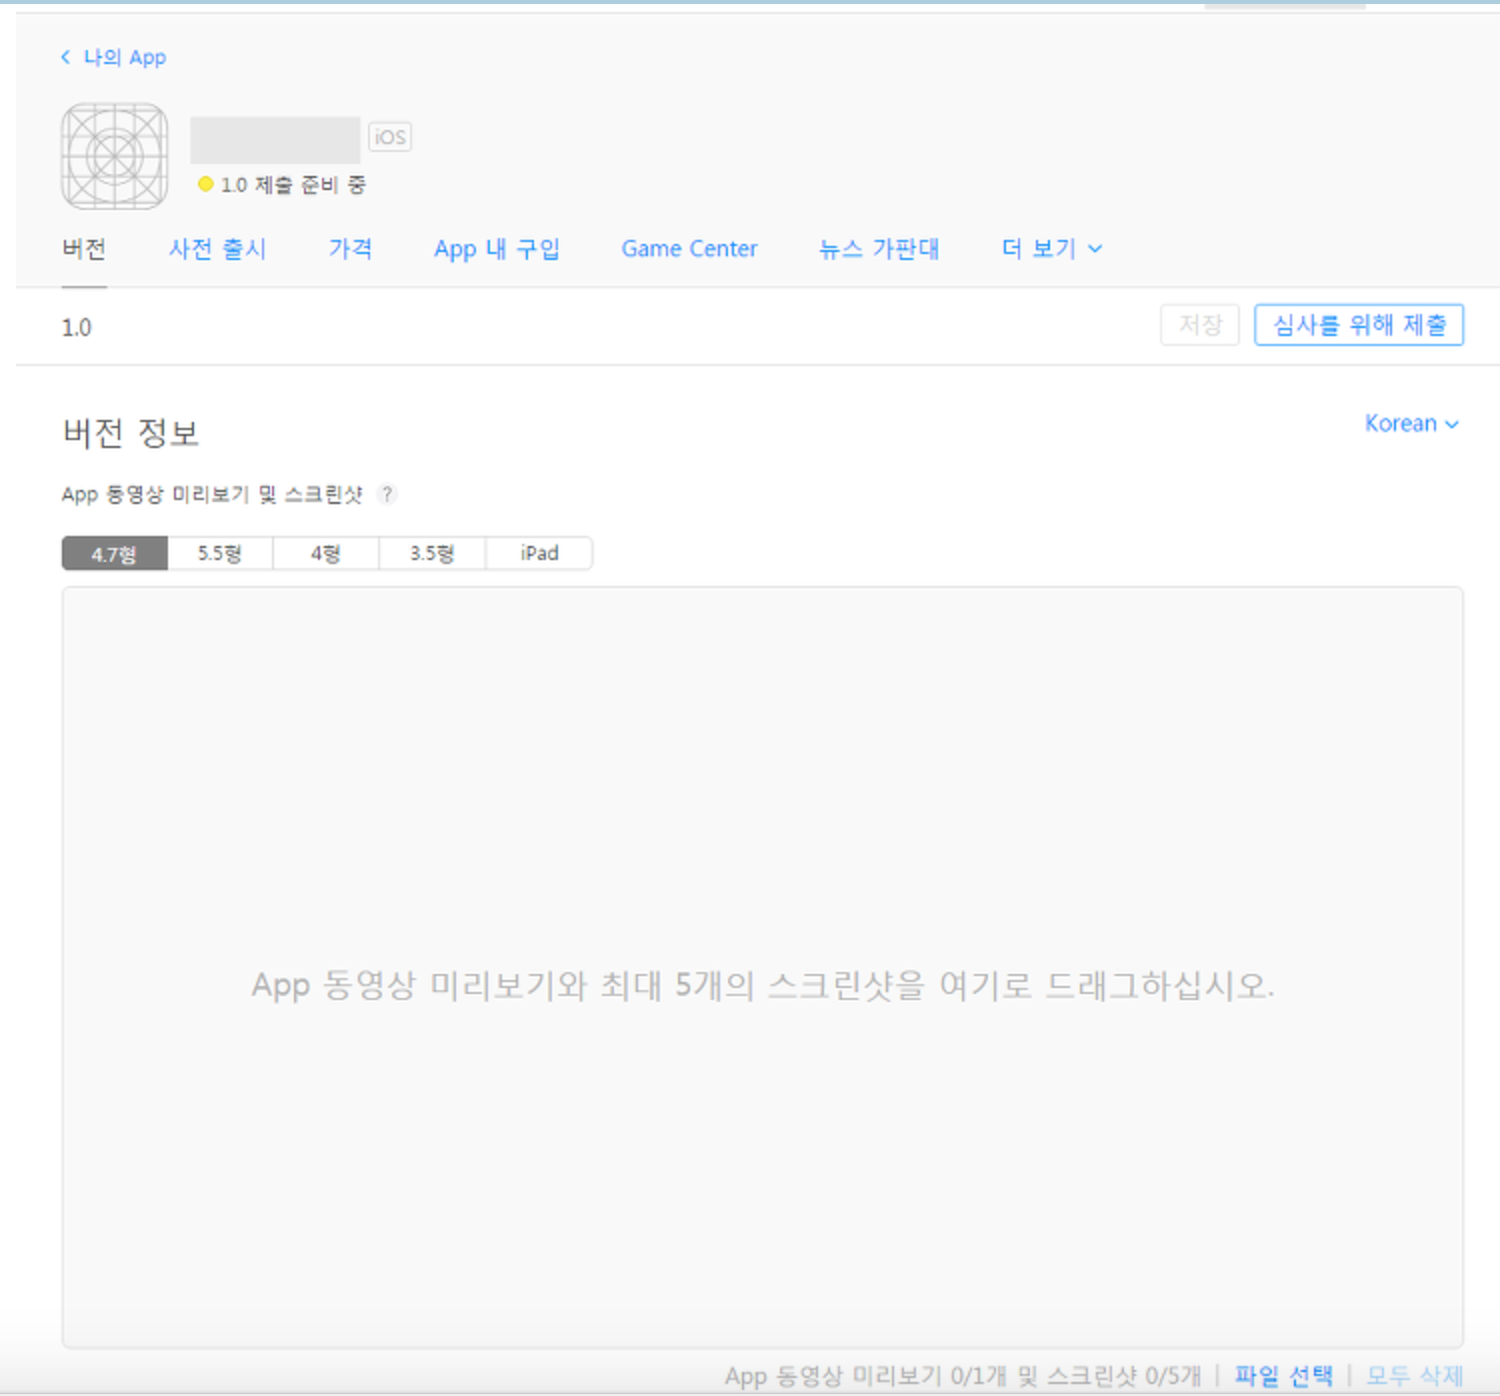 나의 App
iOS
1.0 제출 준비 중
버전 사전 출시 가격 App 내 구입 Game Center 뉴스 가판대 더 보기
1.0 저장 심사를 위해 제출
버전 정보 Korean
App 동영상 미리보기 및 스크린샷 ?
4.7형 5.5형 4형 3.5형 iPad
App 동영상 미리보기와 최대 5개의 스크린샷을 여기로 드래그하십시오.
App 동영상 미리보기 0/1개 및 스크린샷 0/5개 | 파일 선택 | 모두 삭제